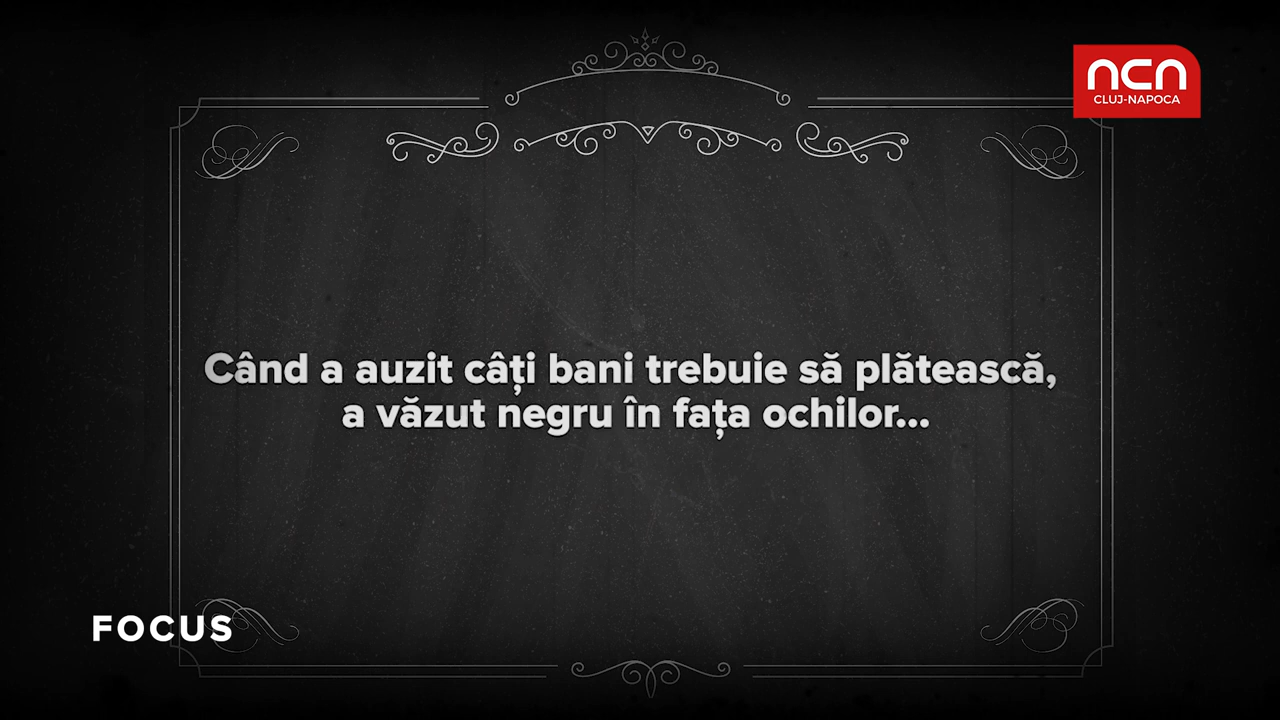 ncn
CLUJ-NAPOCA
Când a auzit câți bani trebuie să plătească,
a văzut negru în fața ochilor...
FOCUS